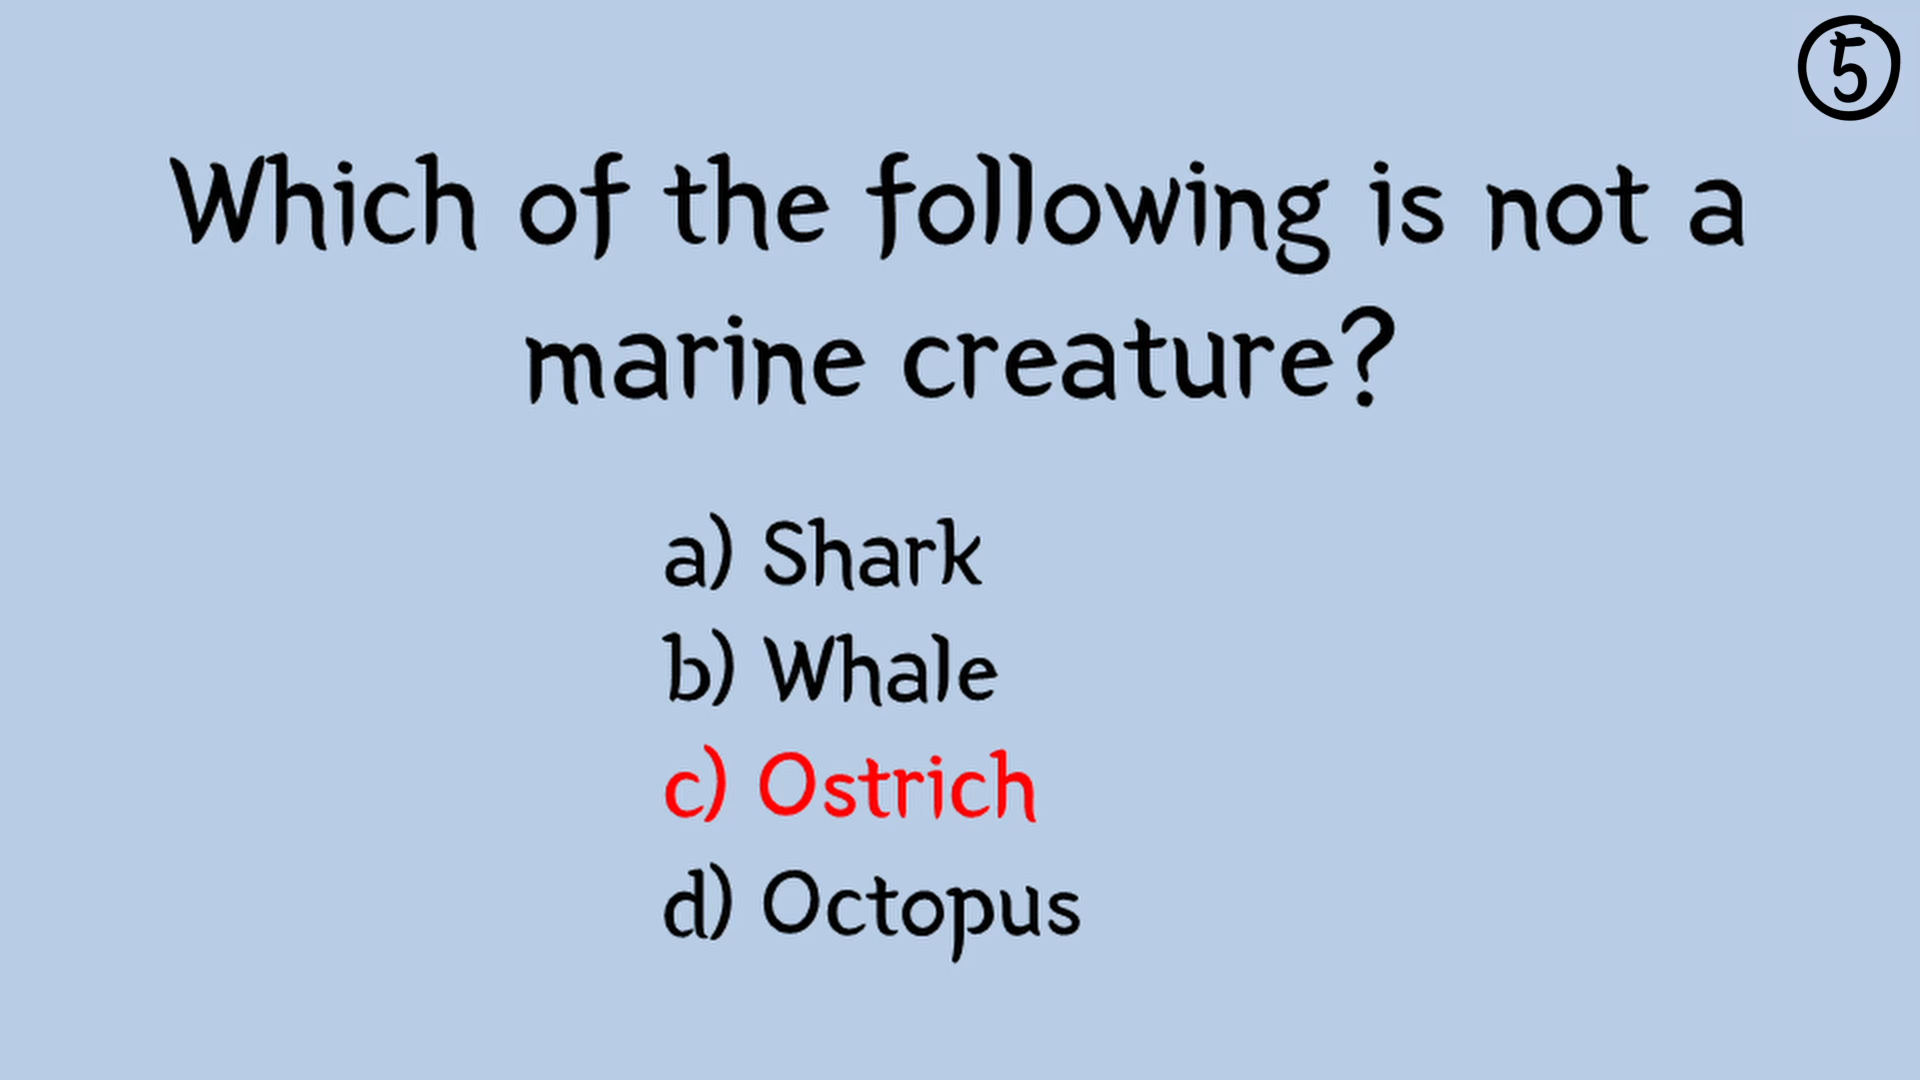 5
Which of the following is not a
marine creature?
a) Shark
b) Whale
c) Ostrich
d) Octopus